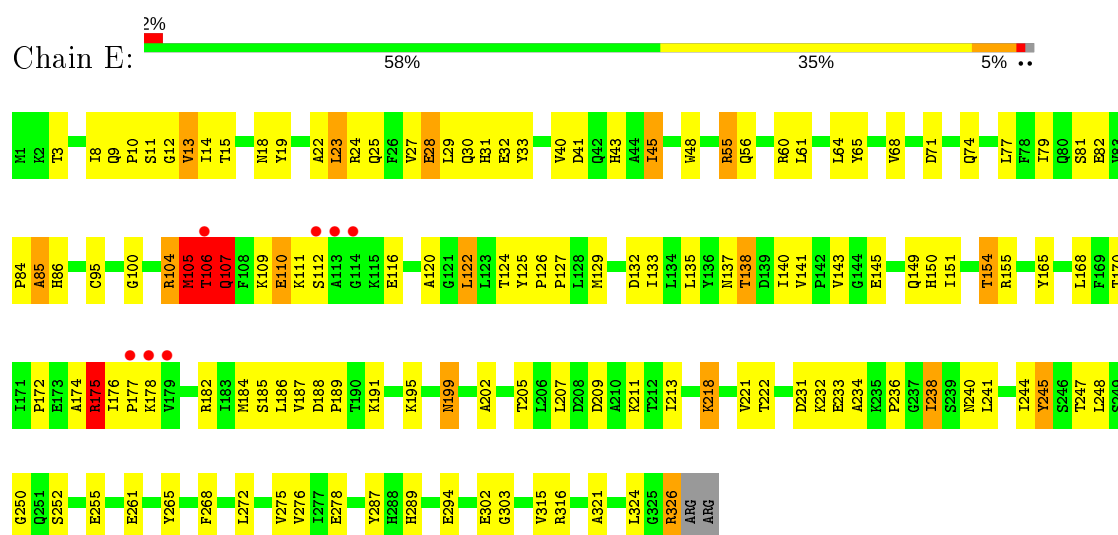 2%
Chain E:
58% 35% 5% ••
M1 K2 T3 I8 Q9 P10 S11 G12 V13 I14 T15 N18 Y19 A22 L23 R24 Q25 F26 V27 E28 L29 Q30 H31 E32 Y33 V40 D41 Q42 H43 A44 I45 W48 R55 Q56 R60 L61 L64 Y65 V68 D71 Q74 L77 F78 I79 Q80 S81 E82 V83
P84 A85 H86 C95 G100 R104 M105 T106 Q107 F108 K109 E110 K111 S112 A113 G114 K115 E116 A120 G121 L122 L123 T124 Y125 P126 P127 L128 M129 D132 I133 L134 L135 Y136 N137 T138 D139 I140 V141 P142 V143 G144 E145 Q149 H150 I151 T154 R155 Y165 L168 F169 T170
I171 P172 E173 A174 R175 I176 P177 K178 V179 R182 I183 M184 S185 L186 V187 D188 P189 T190 K191 K195 N199 A202 T205 L206 L207 D208 D209 A210 K211 T212 I213 K218 V221 T222 D231 K232 E233 A234 K235 P236 G237 I238 S239 N240 L241 I244 Y245 S246 T247 L248 S249
G250 Q251 S252 E255 E261 Y265 F268 L272 V275 V276 I277 E278 Y287 H288 H289 E294 E302 G303 V315 R316 A321 L324 G325 R326 ARG ARG